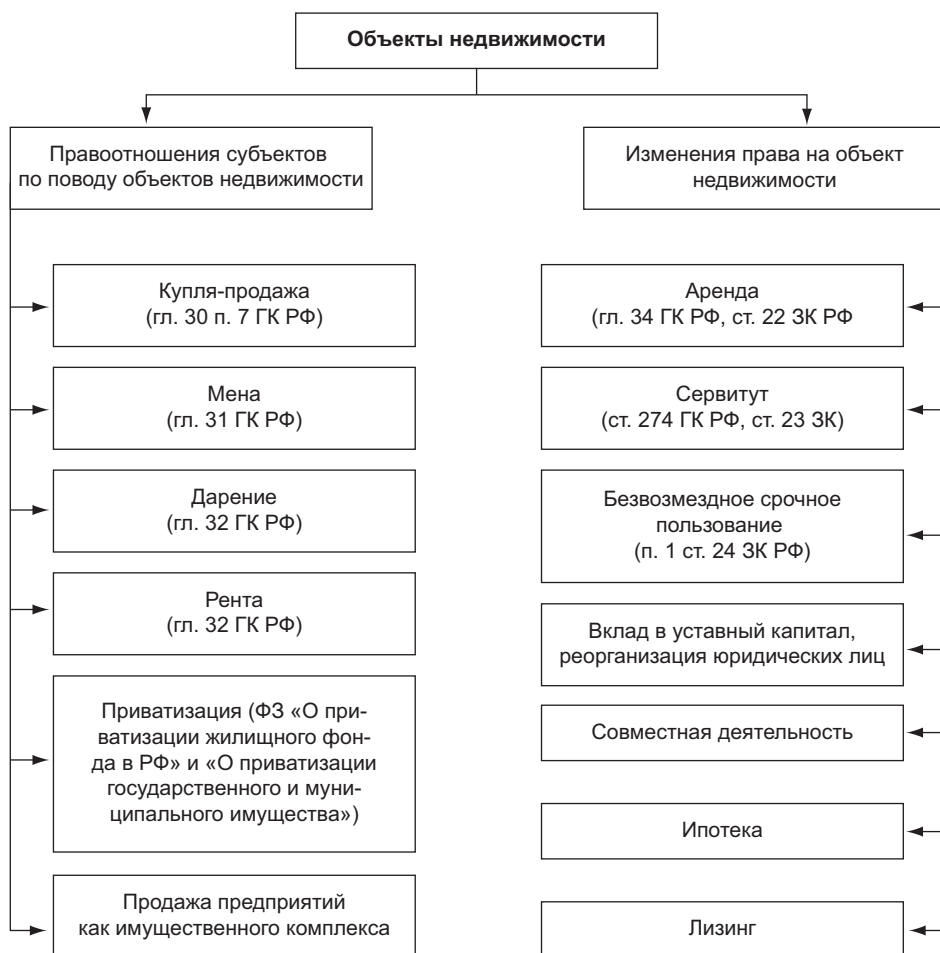 Объекты недвижимости
Правоотношения субъектов
по поводу объектов недвижимости
Изменения права на объект
недвижимости
Купля-продажа
(гл. 30 п. 7 ГК РФ)
Мена
(гл. 31 ГК РФ)
Дарение
(гл. 32 ГК РФ)
Рента
(гл. 32 ГК РФ)
Приватизация (ФЗ «О при-
ватизации жилищного фон-
да в РФ» и «О приватизации
государственного и муни-
ципального имущества»)
Продажа предприятий
как имущественного комплекса
Аренда
(гл. 34 ГК РФ, ст. 22 ЗК РФ
Сервитут
(ст. 274 ГК РФ, ст. 23 ЗК)
Безвозмездное срочное
пользование
(п. 1 ст. 24 ЗК РФ)
Вклад в уставный капитал,
реорганизация юридических лиц
Совместная деятельность
Ипотека
Лизинг